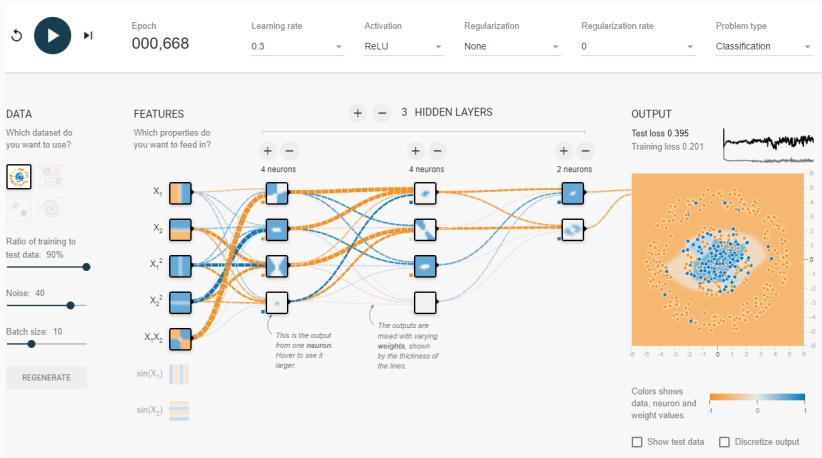 Epoch
000,668
Learning rate
0.3
Activation
ReLU
Regularization
None
Regularization rate
0
Problem type
Classification
DATA
Which dataset do
you want to use?
Ratio of training to
test data: 90%
Noise: 40
Batch size: 10
REGENERATE
FEATURES
Which properties do
you want to feed in?
X₁
X₂
X₁²
X₂²
X₁X₂
sin(X₁)
sin(X₂)
+ − 3 HIDDEN LAYERS
+ −
4 neurons
+ −
4 neurons
+ −
2 neurons
This is the output
from one neuron.
Hover to see it
larger.
The outputs are
mixed with varying
weights, shown
by the thickness of
the lines.
OUTPUT
Test loss 0.395
Training loss 0.201
6
5
4
3
2
1
0
-1
-2
-3
-4
-5
-6
-6 -5 -4 -3 -2 -1 0 1 2 3 4 5 6
Colors shows
data, neuron and
weight values.
-1 0 1
Show test data
Discretize output